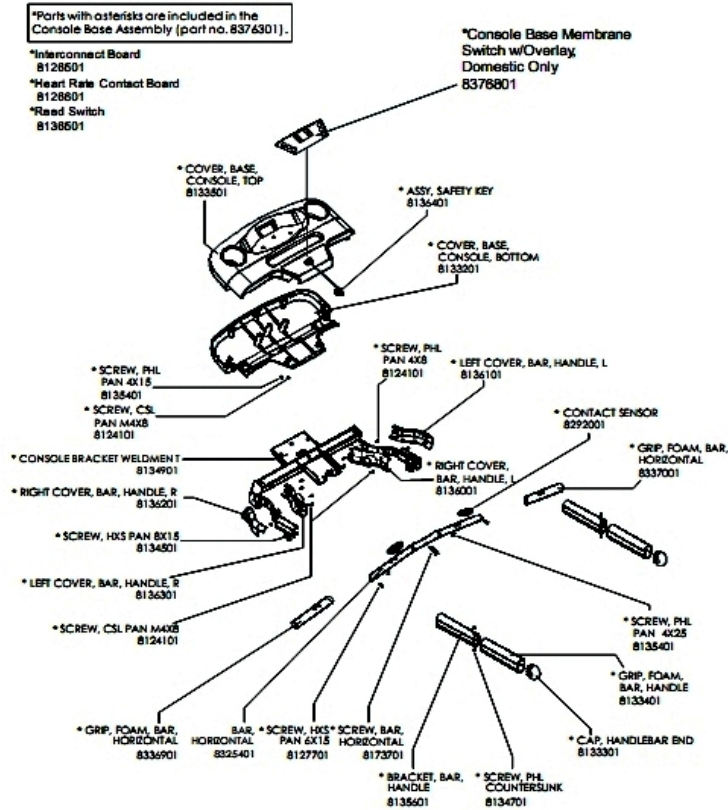 *Parts with asterisks are included in the
Console Base Assembly (part no. 8376301).
*Interconnect Board
8126501
*Heart Rate Contact Board
8126601
*Reed Switch
8136501
*Console Base Membrane
Switch w/Overlay,
Domestic Only
8376801
* COVER, BASE,
CONSOLE, TOP
8133501
* ASSY, SAFETY KEY
8136401
* COVER, BASE,
CONSOLE, BOTTOM
8133201
* SCREW, PHL
PAN 4X15
8135401
* SCREW, CSL
PAN M4X8
8124101
* SCREW, PHL
PAN 4X8
8124101
* LEFT COVER, BAR, HANDLE, L
8136101
* CONTACT SENSOR
8292001
* GRIP, FOAM, BAR,
HORIZONTAL
8337001
* CONSOLE BRACKET WELDMENT
8134901
* RIGHT COVER, BAR, HANDLE, R
8136201
* RIGHT COVER,
BAR, HANDLE, L
8136001
* SCREW, HXS PAN 8X15
8134501
* LEFT COVER, BAR, HANDLE, R
8136301
* SCREW, CSL PAN M4X8
8124101
* SCREW, PHL
PAN 4X25
8135401
* GRIP, FOAM,
BAR, HANDLE
8133401
* CAP, HANDLEBAR END
8133301
* GRIP, FOAM, BAR,
HORIZONTAL
8336901
BAR,
HORIZONTAL
8325401
* SCREW, HXS
PAN 6X15
8127701
* SCREW, BAR,
HORIZONTAL
8173701
* BRACKET, BAR,
HANDLE
8135601
* SCREW, PHL
COUNTERSUNK
8134701